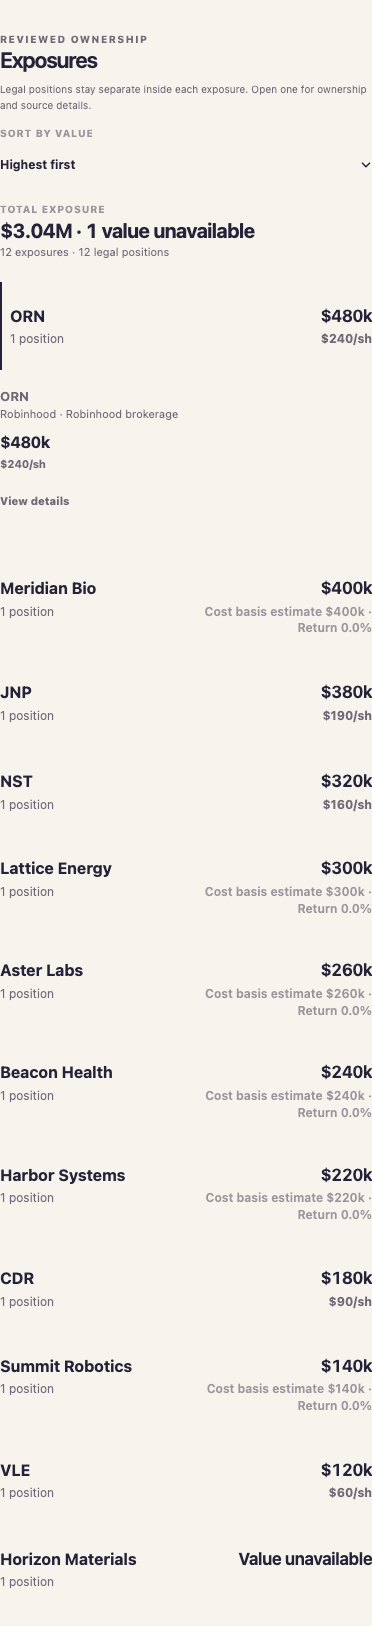 REVIEWED OWNERSHIP
Exposures
Legal positions stay separate inside each exposure. Open one for ownership
and source details.
SORT BY VALUE
Highest first
TOTAL EXPOSURE
$3.04M · 1 value unavailable
12 exposures · 12 legal positions
ORN $480k
1 position $240/sh
ORN
Robinhood · Robinhood brokerage
$480k
$240/sh
View details
Meridian Bio $400k
1 position Cost basis estimate $400k ·
Return 0.0%
JNP $380k
1 position $190/sh
NST $320k
1 position $160/sh
Lattice Energy $300k
1 position Cost basis estimate $300k ·
Return 0.0%
Aster Labs $260k
1 position Cost basis estimate $260k ·
Return 0.0%
Beacon Health $240k
1 position Cost basis estimate $240k ·
Return 0.0%
Harbor Systems $220k
1 position Cost basis estimate $220k ·
Return 0.0%
CDR $180k
1 position $90/sh
Summit Robotics $140k
1 position Cost basis estimate $140k ·
Return 0.0%
VLE $120k
1 position $60/sh
Horizon Materials Value unavailable
1 position